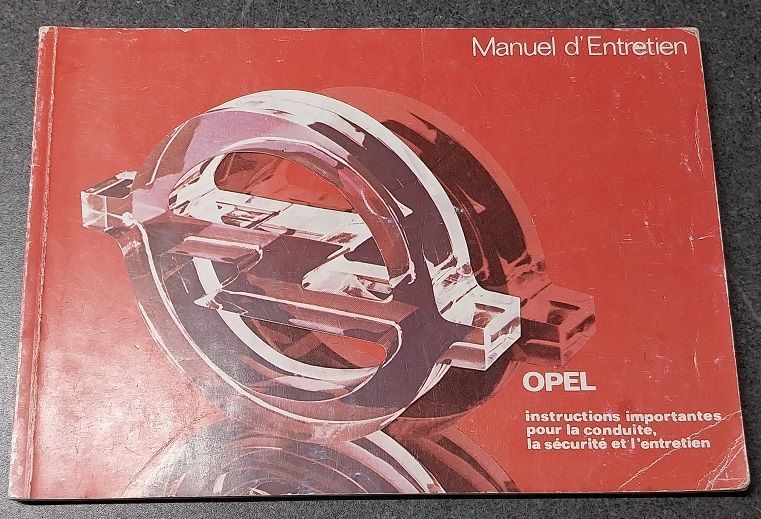 Manuel d'Entretien
OPEL
instructions importantes
pour la conduite,
la sécurité et l'entretien